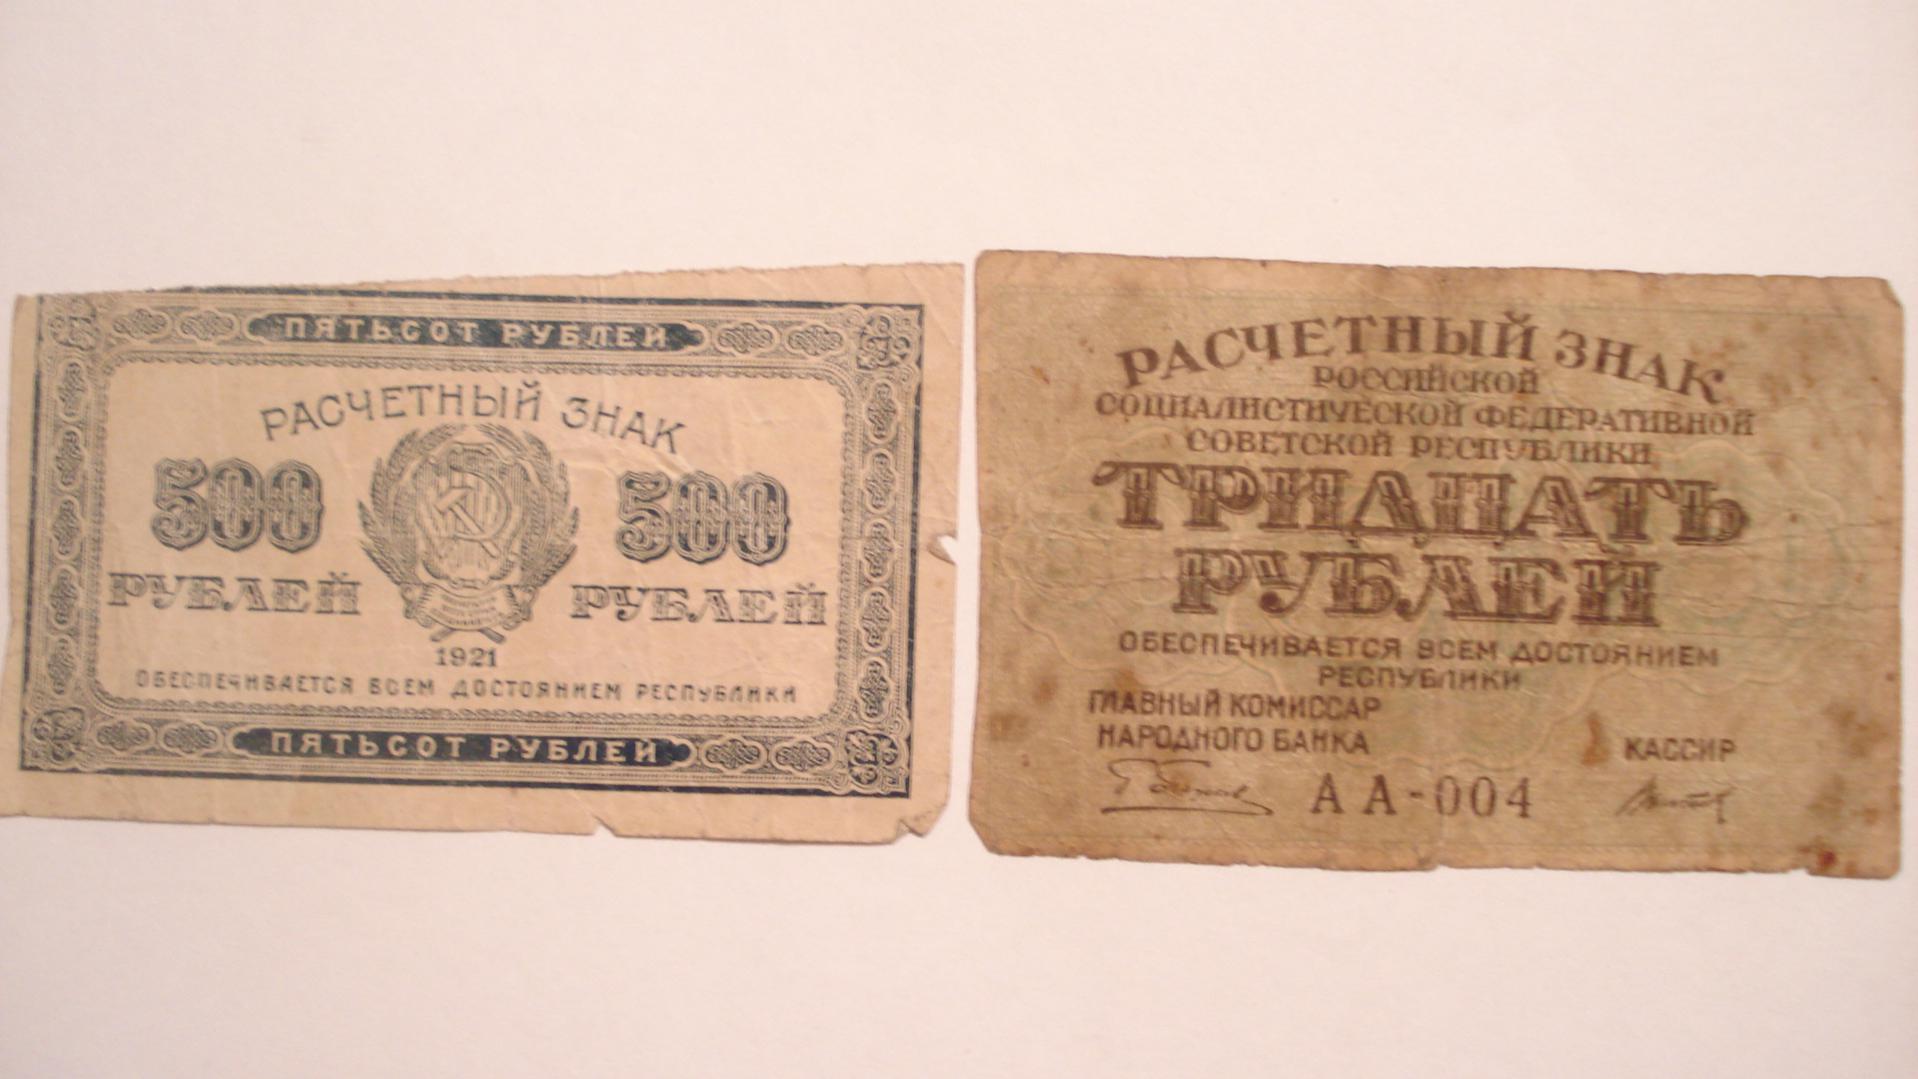 ПЯТЬСОТ РУБЛЕЙ
РАСЧЕТНЫЙ ЗНАК
500 500
РУБЛЕЙ РУБЛЕЙ
1921
ОБЕСПЕЧИВАЕТСЯ ВСЕМ ДОСТОЯНИЕМ РЕСПУБЛИКИ
ПЯТЬСОТ РУБЛЕЙ
РАСЧЕТНЫЙ ЗНАК
РОССИЙСКОЙ
СОЦИАЛИСТИЧЕСКОЙ ФЕДЕРАТИВНОЙ
СОВЕТСКОЙ РЕСПУБЛИКИ
ТРИДЦАТЬ
РУБЛЕЙ
ОБЕСПЕЧИВАЕТСЯ ВСЕМ ДОСТОЯНИЕМ
РЕСПУБЛИКИ
ГЛАВНЫЙ КОМИССАР
НАРОДНОГО БАНКА
КАССИР
АА-004